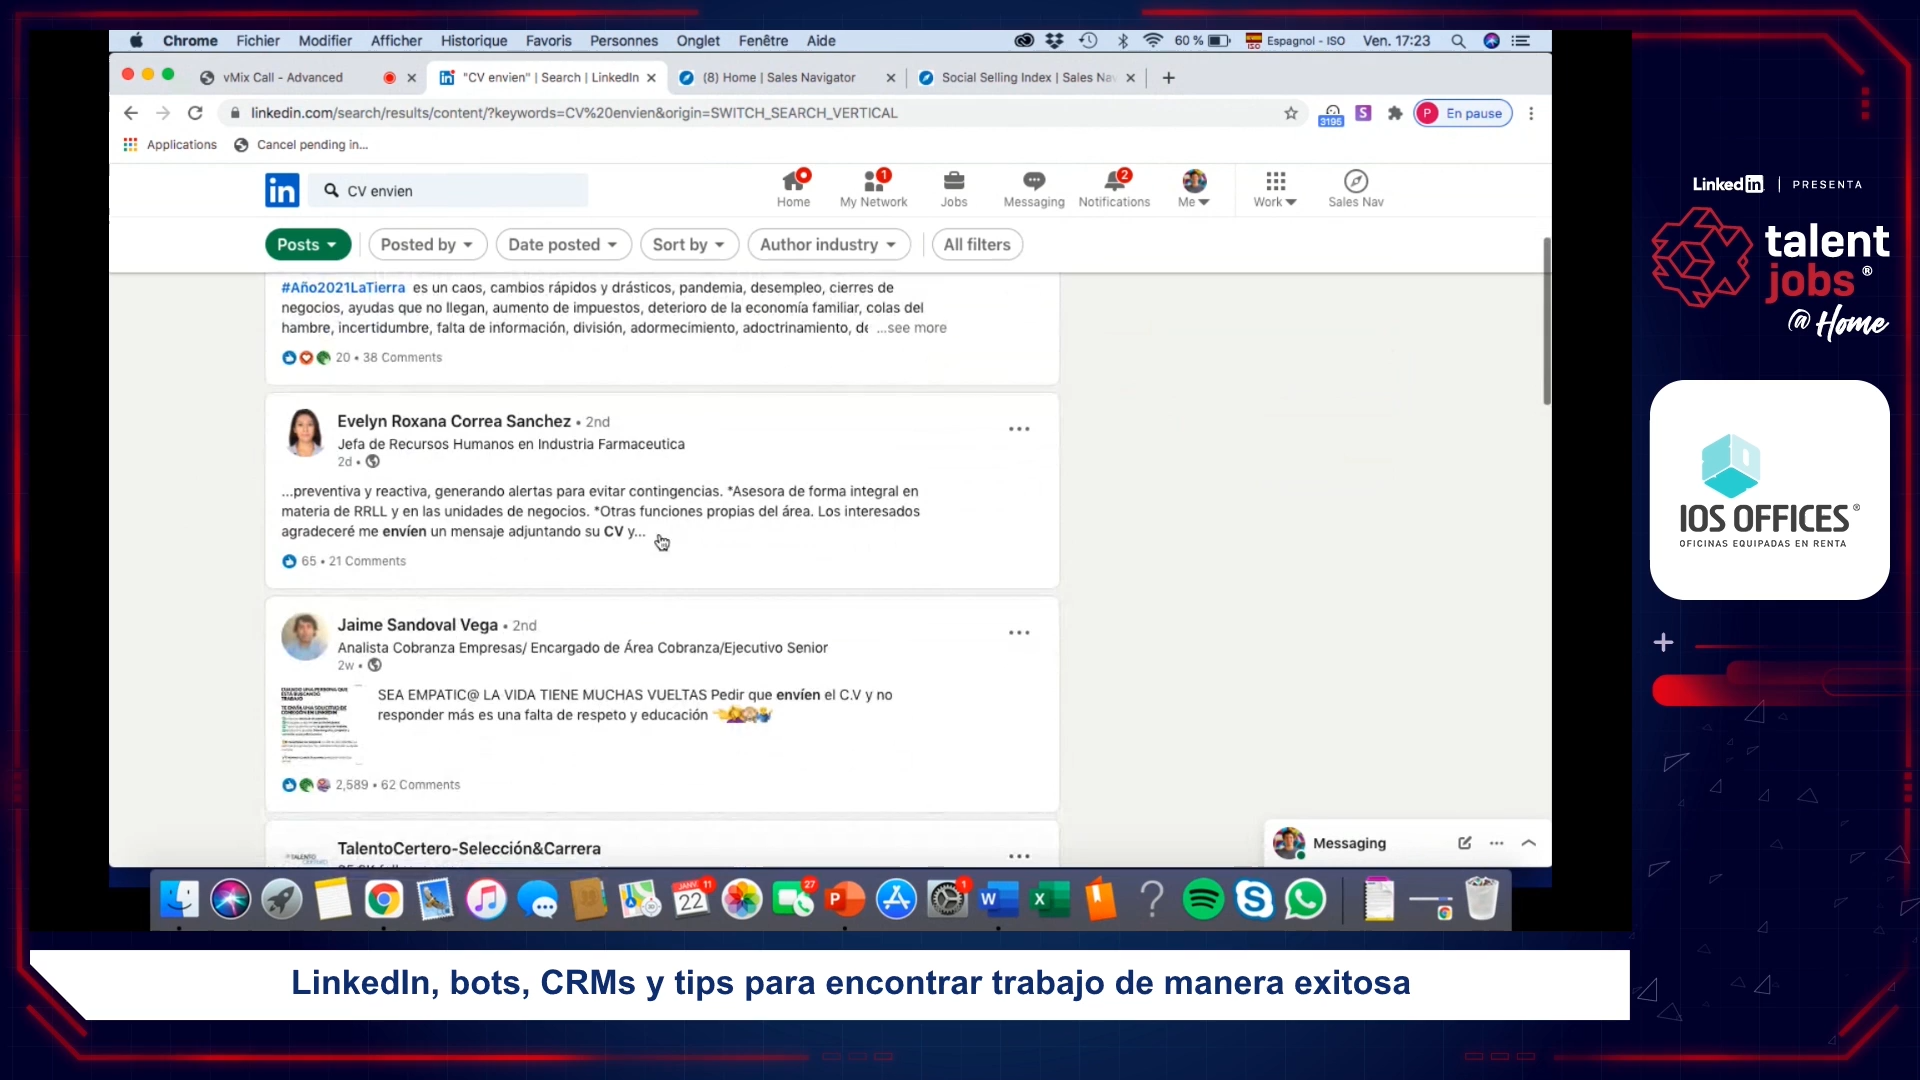 Chrome Fichier Modifier Afficher Historique Favoris Personnes Onglet Fenêtre Aide 60 % ISO Espagnol - ISO Ven. 17:23
vMix Call - Advanced
"CV envien" | Search | LinkedIn
(8) Home | Sales Navigator
Social Selling Index | Sales Na
linkedin.com/search/results/content/?keywords=CV%20envien&origin=SWITCH_SEARCH_VERTICAL
3195
S
P En pause
Applications
Cancel pending in...
in
CV envien
Home
1
My Network
Jobs
Messaging
2
Notifications
Me
Work
Sales Nav
Posts
Posted by
Date posted
Sort by
Author industry
All filters
#Año2021LaTierra es un caos, cambios rápidos y drásticos, pandemia, desempleo, cierres de
negocios, ayudas que no llegan, aumento de impuestos, deterioro de la economía familiar, colas del
hambre, incertidumbre, falta de información, división, adormecimiento, adoctrinamiento, de ...see more
20 • 38 Comments
Evelyn Roxana Correa Sanchez • 2nd
Jefa de Recursos Humanos en Industria Farmaceutica
2d •
...preventiva y reactiva, generando alertas para evitar contingencias. *Asesora de forma integral en
materia de RRLL y en las unidades de negocios. *Otras funciones propias del área. Los interesados
agradeceré me envíen un mensaje adjuntando su CV y...
65 • 21 Comments
Jaime Sandoval Vega • 2nd
Analista Cobranza Empresas/ Encargado de Área Cobranza/Ejecutivo Senior
2w •
SEA EMPATIC@ LA VIDA TIENE MUCHAS VUELTAS Pedir que envíen el C.V y no
responder más es una falta de respeto y educación
2,589 • 62 Comments
TalentoCertero-Selección&Carrera
Messaging
JANV. 11
22
27
P
1
W
X
?
S
LinkedIn | PRESENTA
talent
jobs®
@Home
IOS OFFICES®
OFICINAS EQUIPADAS EN RENTA
LinkedIn, bots, CRMs y tips para encontrar trabajo de manera exitosa